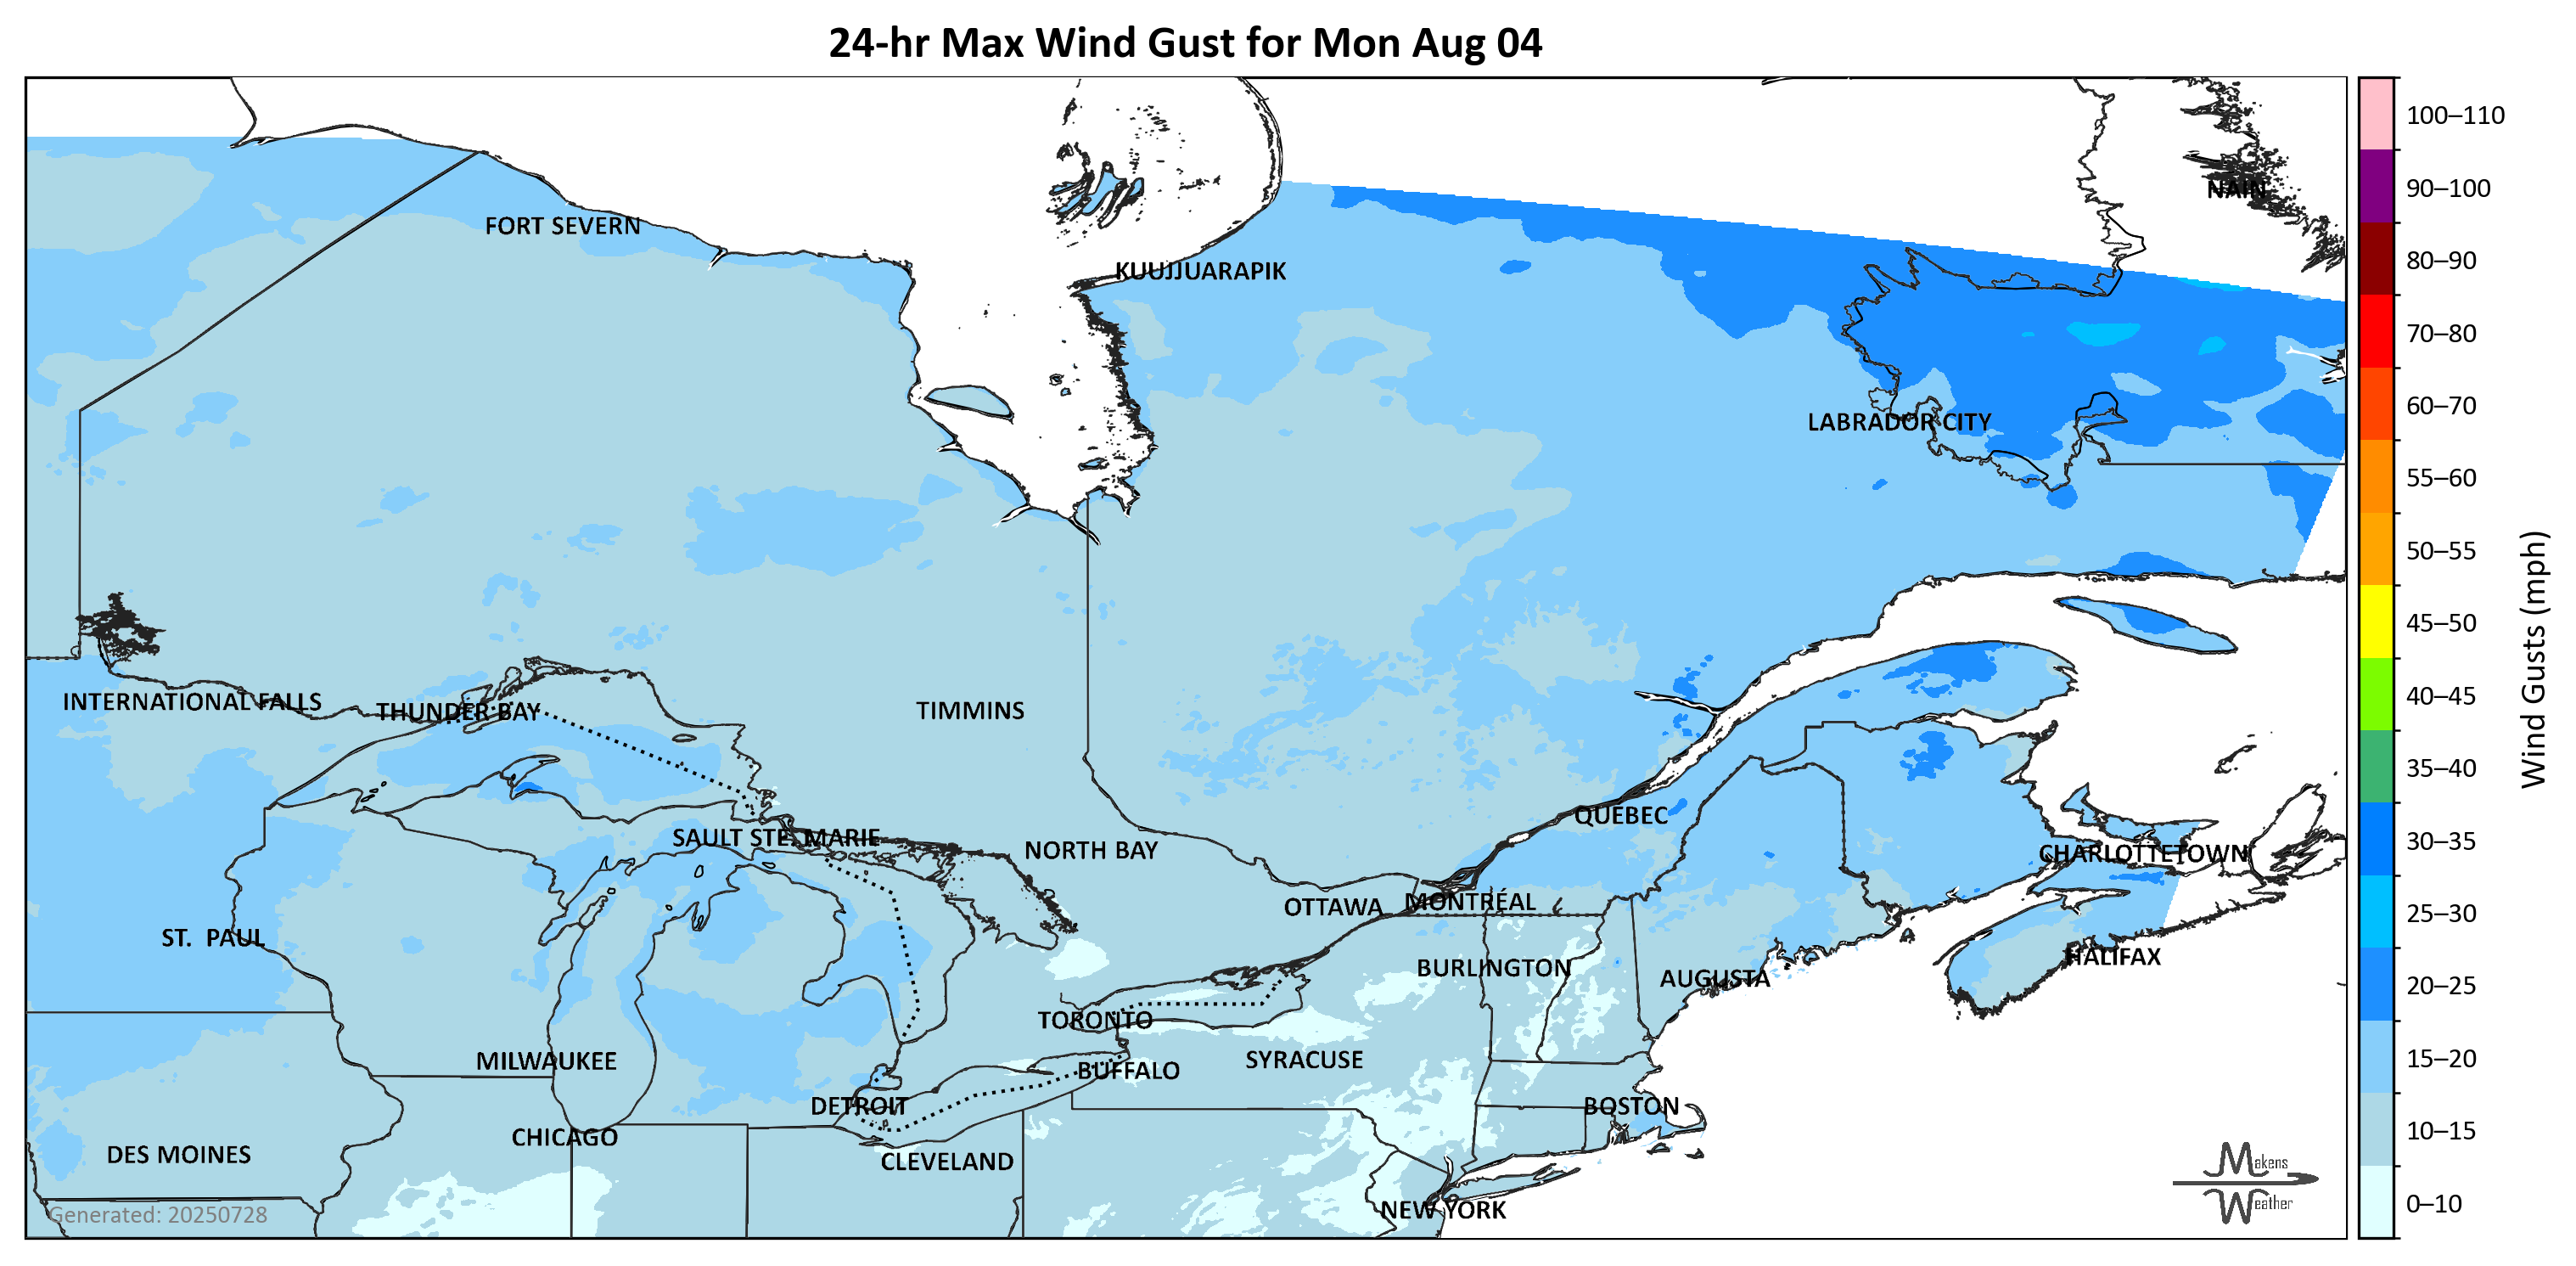 24-hr Max Wind Gust for Mon Aug 04
100–110
90–100
NAIN
FORT SEVERN
80–90
KUUJJUARAPIK
70–80
60–70
LABRADOR CITY
55–60
50–55
45–50
Wind Gusts (mph)
40–45
INTERNATIONAL FALLS
THUNDER BAY
TIMMINS
35–40
QUÉBEC
30–35
SAULT STE. MARIE
NORTH BAY
CHARLOTTETOWN
OTTAWA
MONTRÉAL
25–30
ST. PAUL
HALIFAX
BURLINGTON
AUGUSTA
20–25
TORONTO
MILWAUKEE
SYRACUSE
15–20
BUFFALO
DETROIT
BOSTON
10–15
CHICAGO
DES MOINES
CLEVELAND
Makens
Weather
NEW YORK
0–10
Generated: 20250728